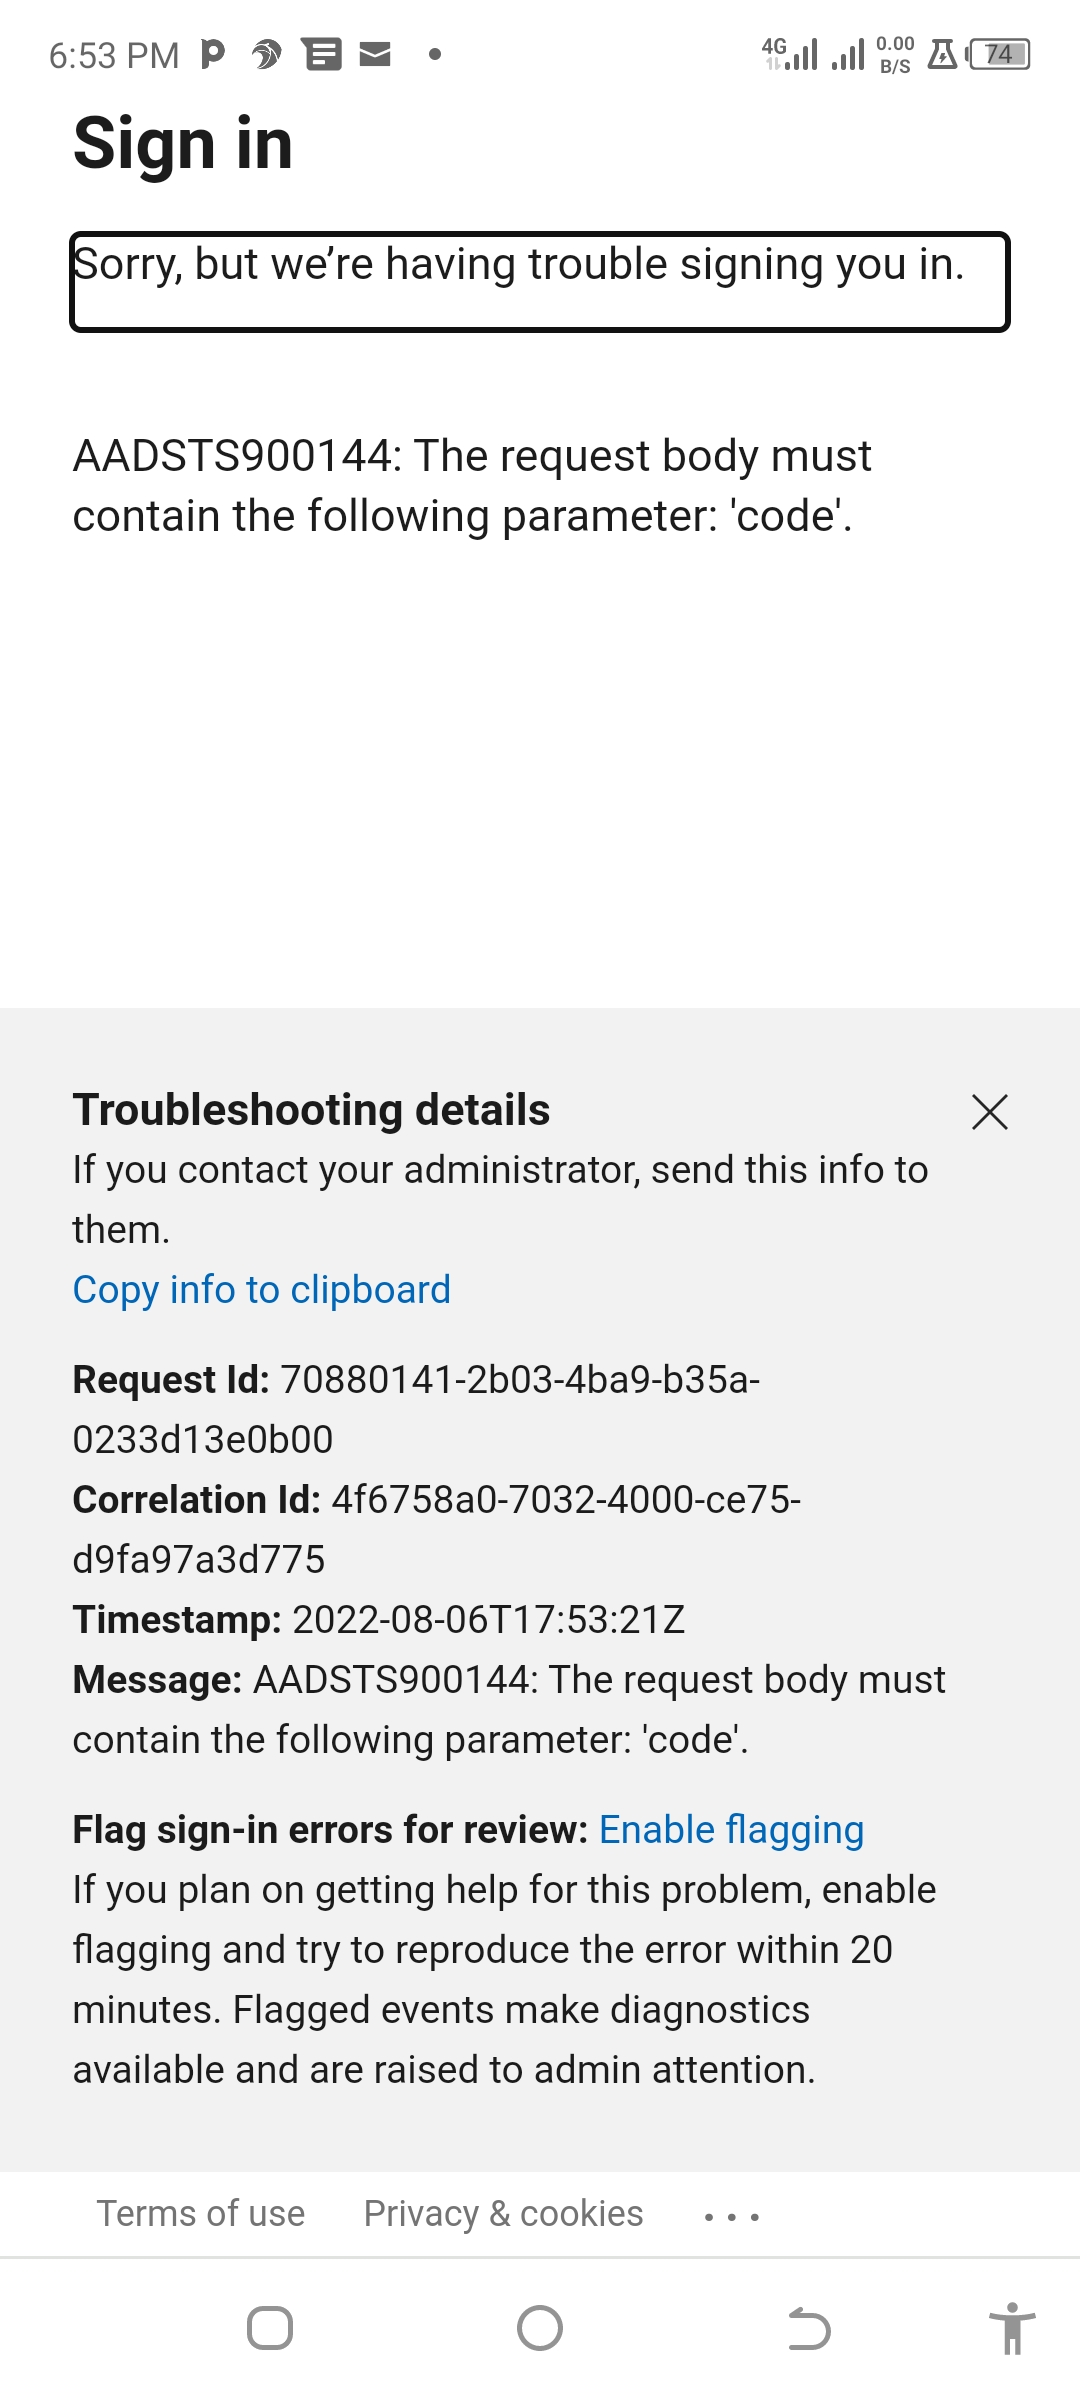 6:53 PM
4G
0.00
B/S
74
Sign in
Sorry, but we’re having trouble signing you in.
AADSTS900144: The request body must
contain the following parameter: 'code'.
Troubleshooting details
If you contact your administrator, send this info to
them.
Copy info to clipboard
Request Id: 70880141-2b03-4ba9-b35a-
0233d13e0b00
Correlation Id: 4f6758a0-7032-4000-ce75-
d9fa97a3d775
Timestamp: 2022-08-06T17:53:21Z
Message: AADSTS900144: The request body must
contain the following parameter: 'code'.
Flag sign-in errors for review: Enable flagging
If you plan on getting help for this problem, enable
flagging and try to reproduce the error within 20
minutes. Flagged events make diagnostics
available and are raised to admin attention.
Terms of use Privacy & cookies ...